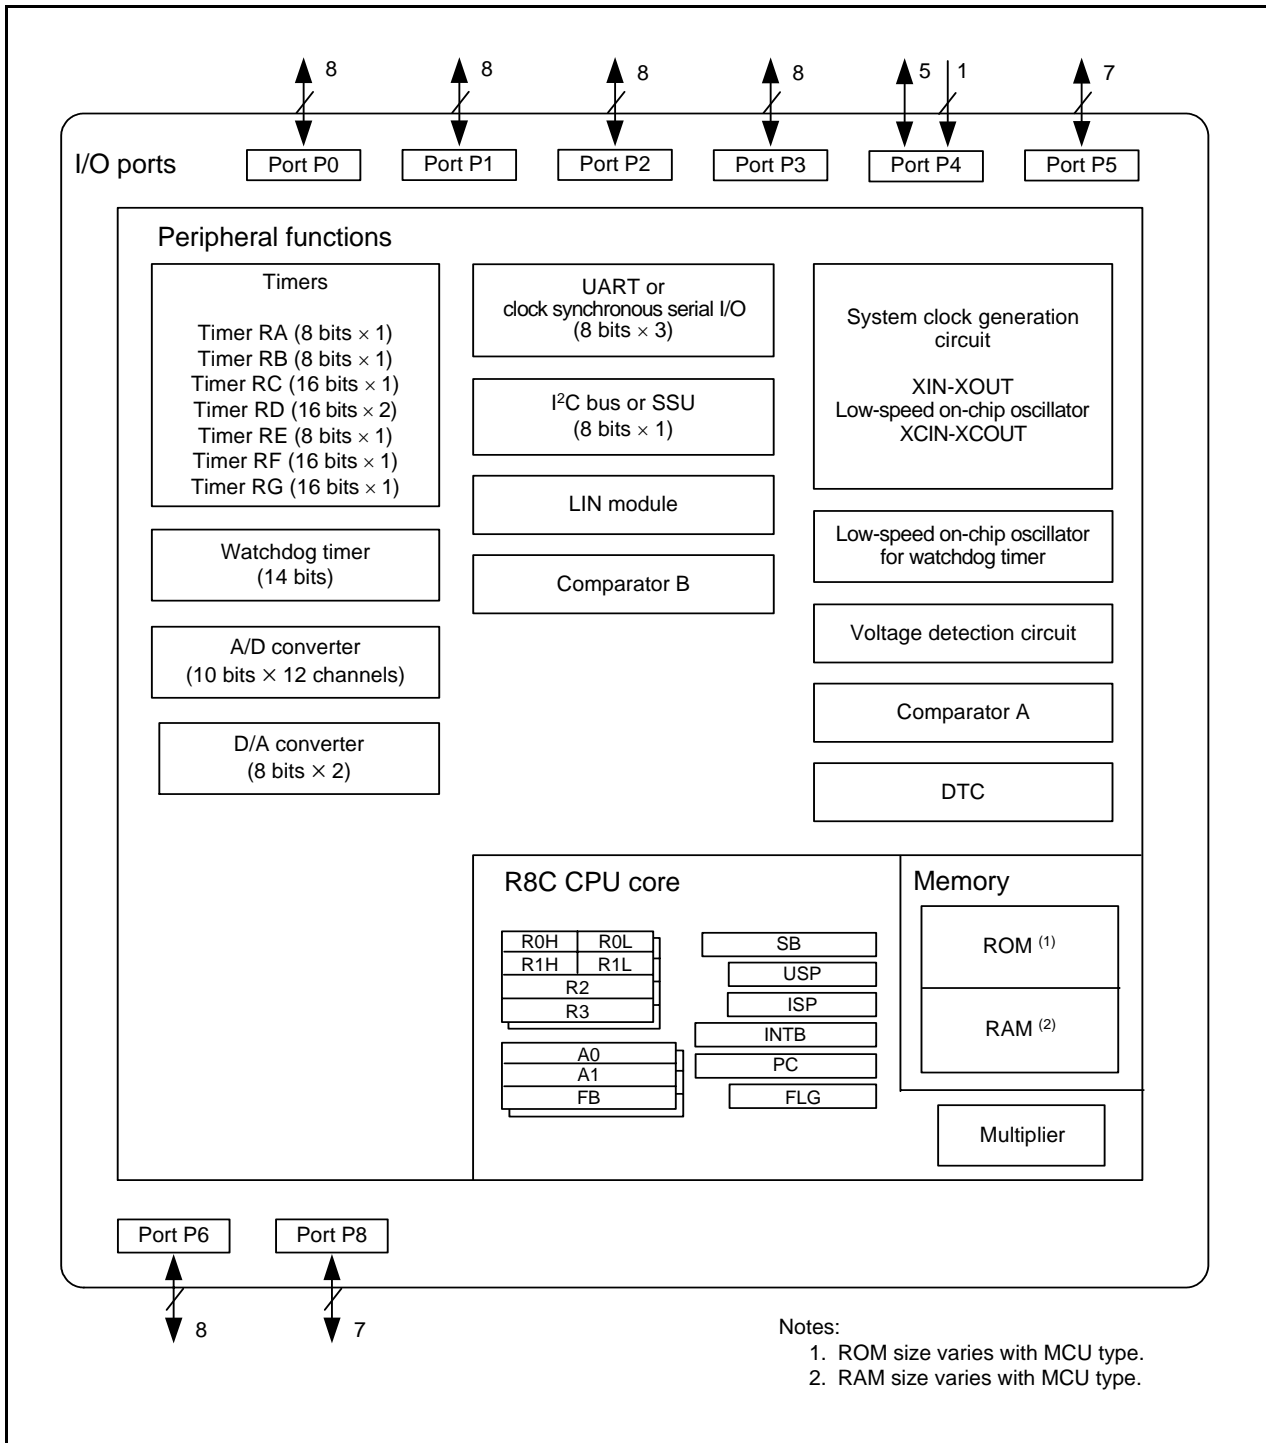 8 8 8 8 5 1 7
I/O ports
Port P0 Port P1 Port P2 Port P3 Port P4 Port P5
Peripheral functions
Timers
Timer RA (8 bits × 1)
Timer RB (8 bits × 1)
Timer RC (16 bits × 1)
Timer RD (16 bits × 2)
Timer RE (8 bits × 1)
Timer RF (16 bits × 1)
Timer RG (16 bits × 1)
Watchdog timer
(14 bits)
A/D converter
(10 bits × 12 channels)
D/A converter
(8 bits × 2)
UART or
clock synchronous serial I/O
(8 bits × 3)
I²C bus or SSU
(8 bits × 1)
LIN module
Comparator B
System clock generation
circuit
XIN-XOUT
Low-speed on-chip oscillator
XCIN-XCOUT
Low-speed on-chip oscillator
for watchdog timer
Voltage detection circuit
Comparator A
DTC
R8C CPU core
R0H R0L
R1H R1L
R2
R3
A0
A1
FB
SB
USP
ISP
INTB
PC
FLG
Memory
ROM (1)
RAM (2)
Multiplier
Port P6 Port P8
8 7
Notes:
1. ROM size varies with MCU type.
2. RAM size varies with MCU type.